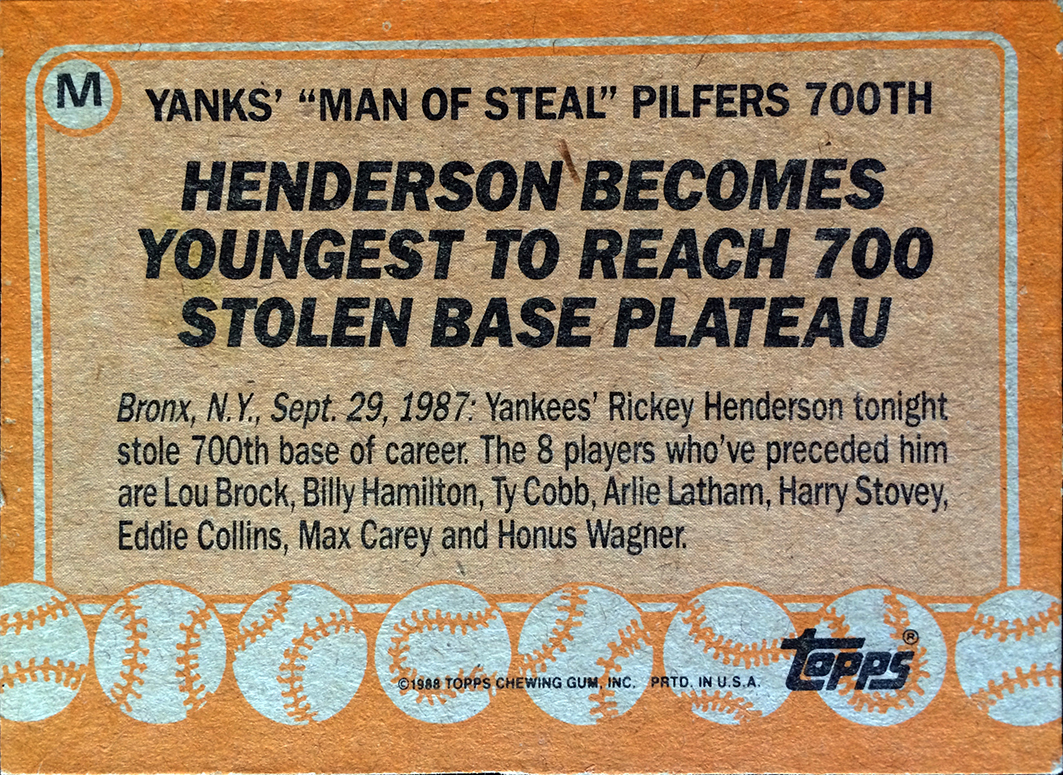 M
YANKS’ “MAN OF STEAL” PILFERS 700TH
HENDERSON BECOMES
YOUNGEST TO REACH 700
STOLEN BASE PLATEAU
Bronx, N.Y., Sept. 29, 1987: Yankees’ Rickey Henderson tonight
stole 700th base of career. The 8 players who’ve preceded him
are Lou Brock, Billy Hamilton, Ty Cobb, Arlie Latham, Harry Stovey,
Eddie Collins, Max Carey and Honus Wagner.
©1988 TOPPS CHEWING GUM, INC. PRTD. IN U.S.A.
topps®